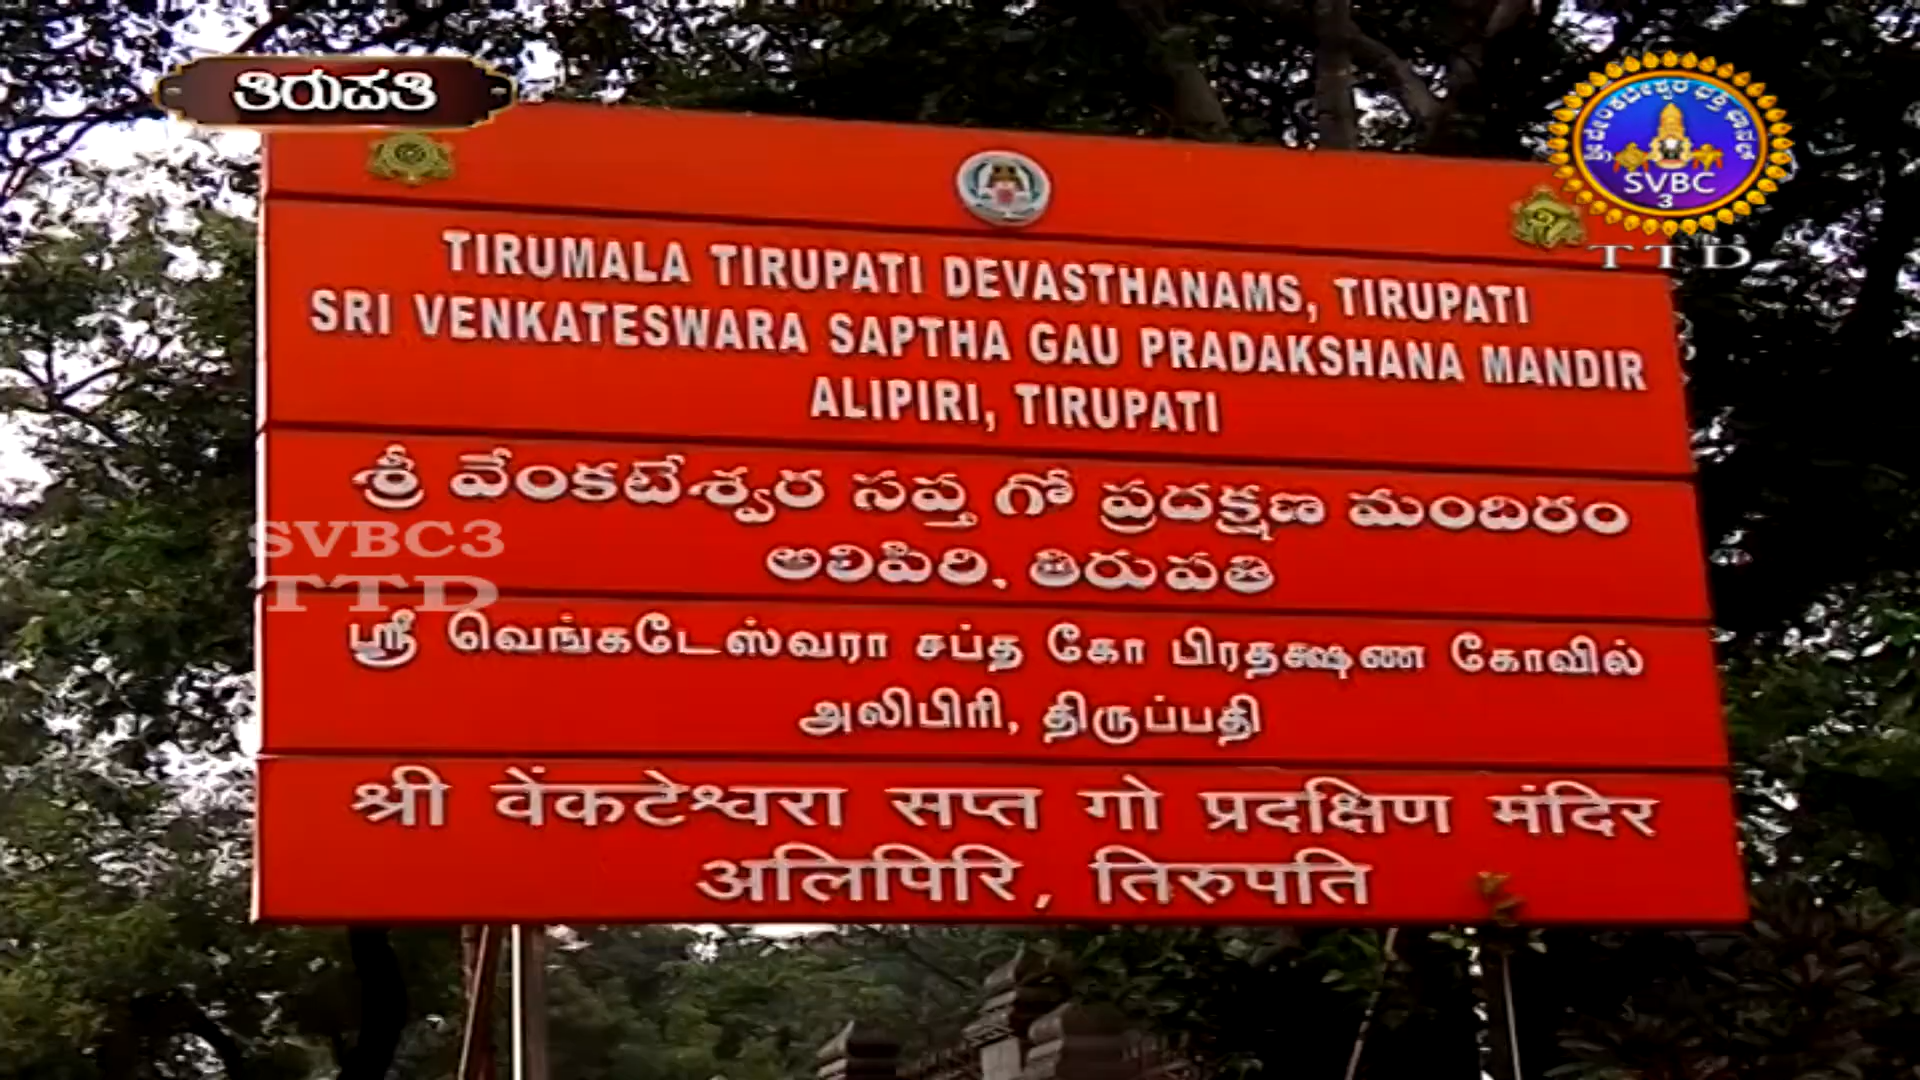 ತಿರುಪತಿ
SVBC
3
TTD
TIRUMALA TIRUPATI DEVASTHANAMS, TIRUPATI
SRI VENKATESWARA SAPTHA GAU PRADAKSHANA MANDIR
ALIPIRI, TIRUPATI
శ్రీ వేంకటేశ్వర సప్త గో ప్రదక్షణ మందిరం
అలిపిరి, తిరుపతి
SVBC3
TTD
ஸ்ரீ வெங்கடேஸ்வரா சப்த கோ பிரதக்ஷண கோவில்
அலிபிரி, திருப்பதி
श्री वेंकटेश्वरा सप्त गो प्रदक्षिण मंदिर
अलिपिरि, तिरुपति